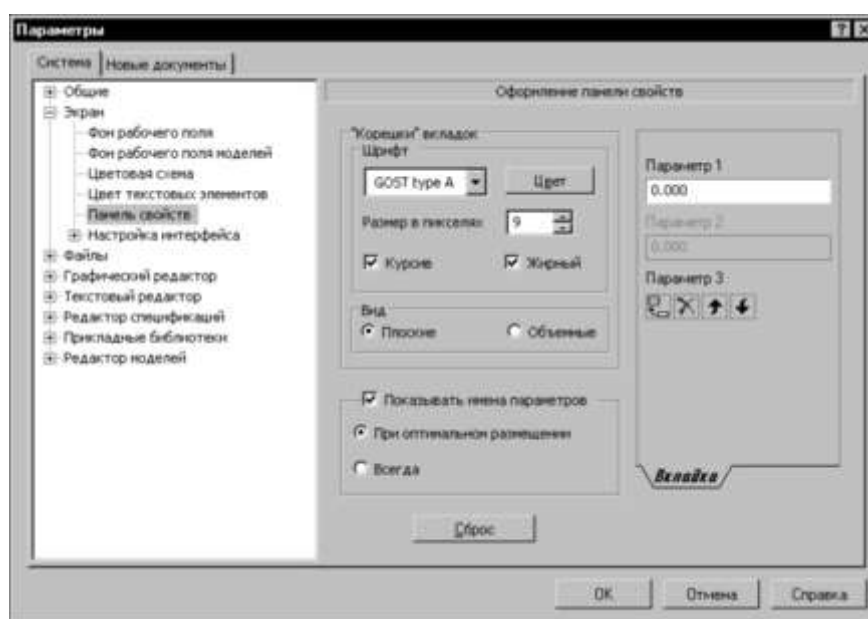 Параметры
Система Новые документы
Общие
Экран
Фон рабочего поля
Фон рабочего поля моделей
Цветовая схема
Цвет текстовых элементов
Панель свойств
Настройка интерфейса
Файлы
Графический редактор
Текстовый редактор
Редактор спецификаций
Прикладные библиотеки
Редактор моделей
Оформление панели свойств
"Корешки" вкладок
Шрифт
GOST type A Цвет
Размер в пикселях 9
Курсив Жирный
Вид
Плоские Объемные
Показывать имена параметров
При оптимальном размещении
Всегда
Сброс
Параметр 1
0.000
Параметр 2
0.000
Параметр 3
Вкладка
OK Отмена Справка